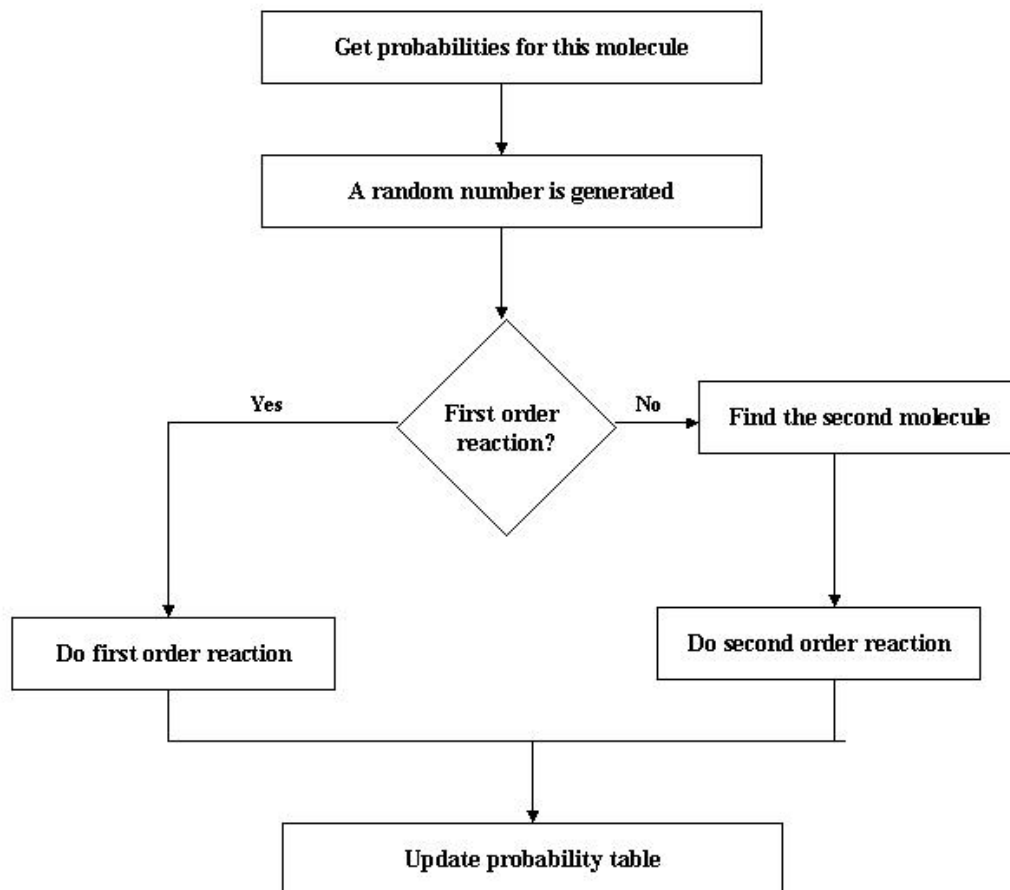 Get probabilities for this molecule
A random number is generated
First order
reaction?
Yes
No
Find the second molecule
Do first order reaction
Do second order reaction
Update probability table